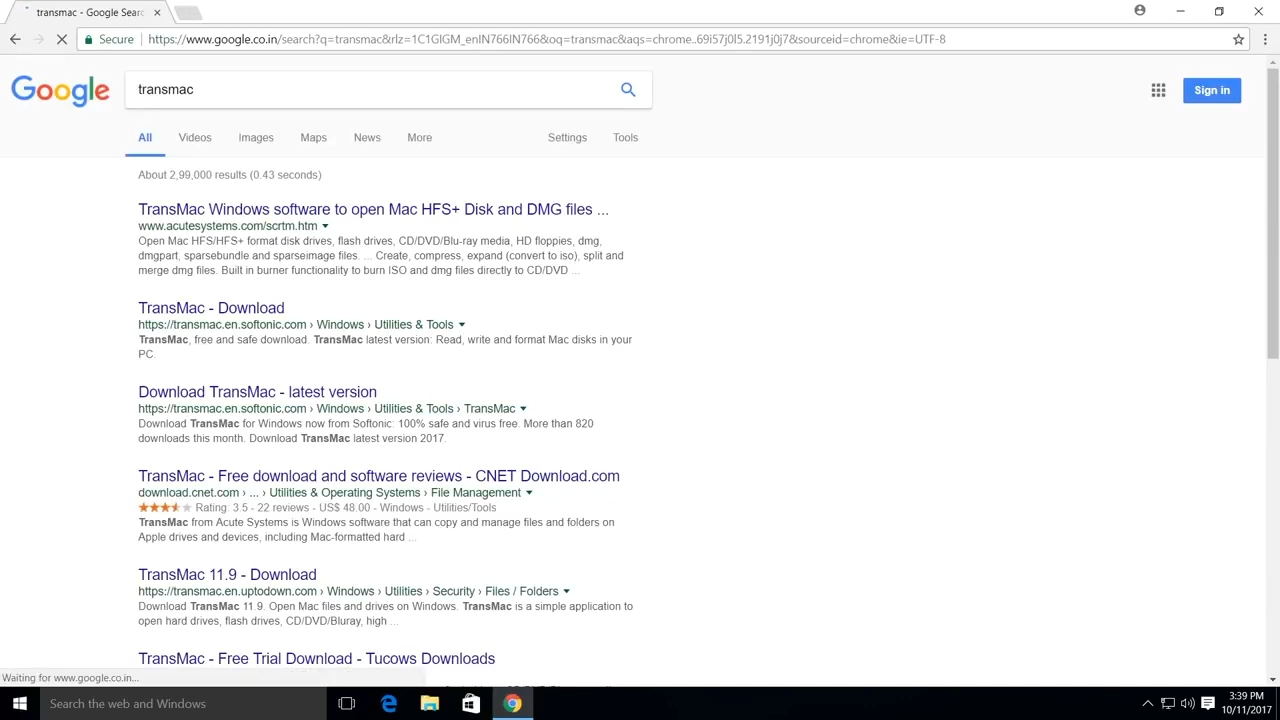 transmac - Google Sear
Secure https://www.google.co.in/search?q=transmac&rlz=1C1GIGM_enIN766IN766&oq=transmac&aqs=chrome..69i57j0l5.2191j0j7&sourceid=chrome&ie=UTF-8
Google transmac Sign in
All Videos Images Maps News More Settings Tools
About 2,99,000 results (0.43 seconds)
TransMac Windows software to open Mac HFS+ Disk and DMG files ...
www.acutesystems.com/scrtm.htm
Open Mac HFS/HFS+ format disk drives, flash drives, CD/DVD/Blu-ray media, HD floppies, dmg,
dmgpart, sparsebundle and sparseimage files. ... Create, compress, expand (convert to iso), split and
merge dmg files. Built in burner functionality to burn ISO and dmg files directly to CD/DVD ...
TransMac - Download
https://transmac.en.softonic.com › Windows › Utilities & Tools
TransMac, free and safe download. TransMac latest version: Read, write and format Mac disks in your
PC.
Download TransMac - latest version
https://transmac.en.softonic.com › Windows › Utilities & Tools › TransMac
Download TransMac for Windows now from Softonic: 100% safe and virus free. More than 820
downloads this month. Download TransMac latest version 2017.
TransMac - Free download and software reviews - CNET Download.com
download.cnet.com › ... › Utilities & Operating Systems › File Management
Rating: 3.5 - 22 reviews - US$ 48.00 - Windows - Utilities/Tools
TransMac from Acute Systems is Windows software that can copy and manage files and folders on
Apple drives and devices, including Mac-formatted hard ...
TransMac 11.9 - Download
https://transmac.en.uptodown.com › Windows › Utilities › Security › Files / Folders
Download TransMac 11.9. Open Mac files and drives on Windows. TransMac is a simple application to
open hard drives, flash drives, CD/DVD/Bluray, high ...
TransMac - Free Trial Download - Tucows Downloads
Waiting for www.google.co.in...
Search the web and Windows
3:39 PM
10/11/2017